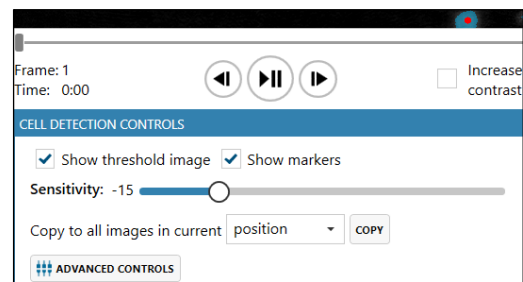 Frame: 1
Time: 0:00
Increase
contrast
CELL DETECTION CONTROLS
Show threshold image Show markers
Sensitivity: -15
Copy to all images in current position COPY
ADVANCED CONTROLS